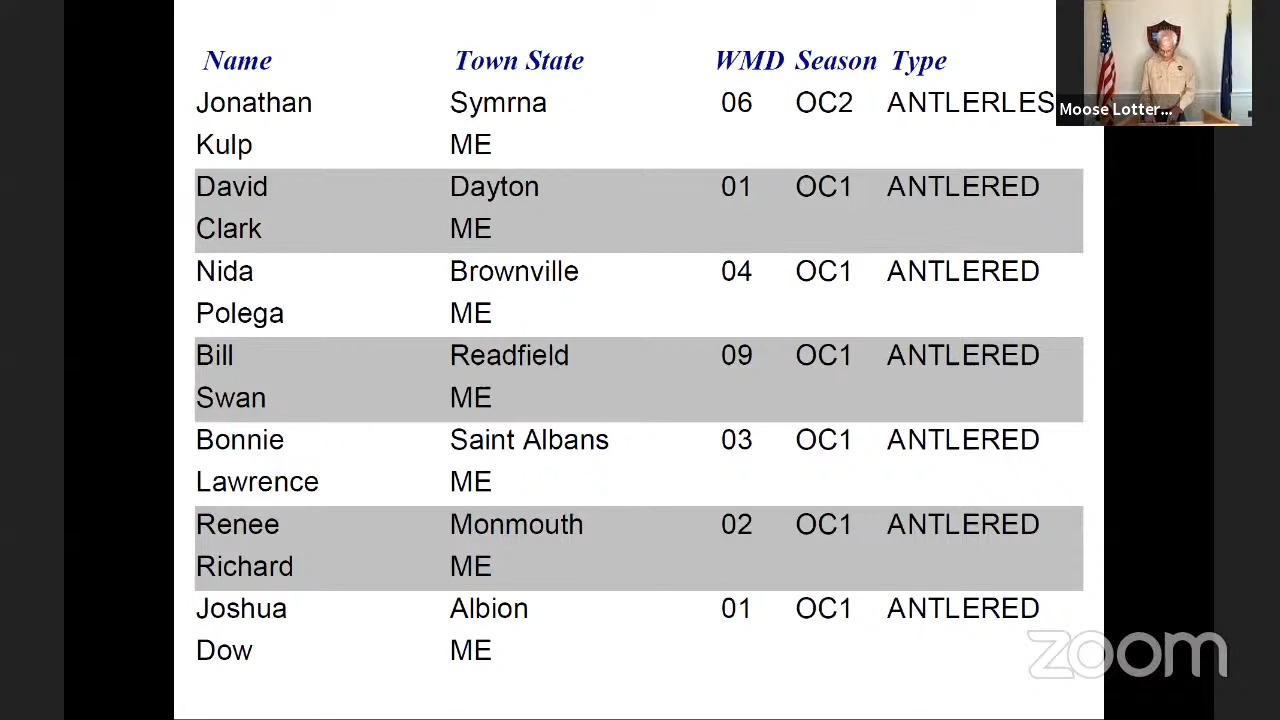 Name Town State WMD Season Type
Jonathan Symrna 06 OC2 ANTLERLES
Kulp ME
David Dayton 01 OC1 ANTLERED
Clark ME
Nida Brownville 04 OC1 ANTLERED
Polega ME
Bill Readfield 09 OC1 ANTLERED
Swan ME
Bonnie Saint Albans 03 OC1 ANTLERED
Lawrence ME
Renee Monmouth 02 OC1 ANTLERED
Richard ME
Joshua Albion 01 OC1 ANTLERED
Dow ME
Moose Lotter...
zoom